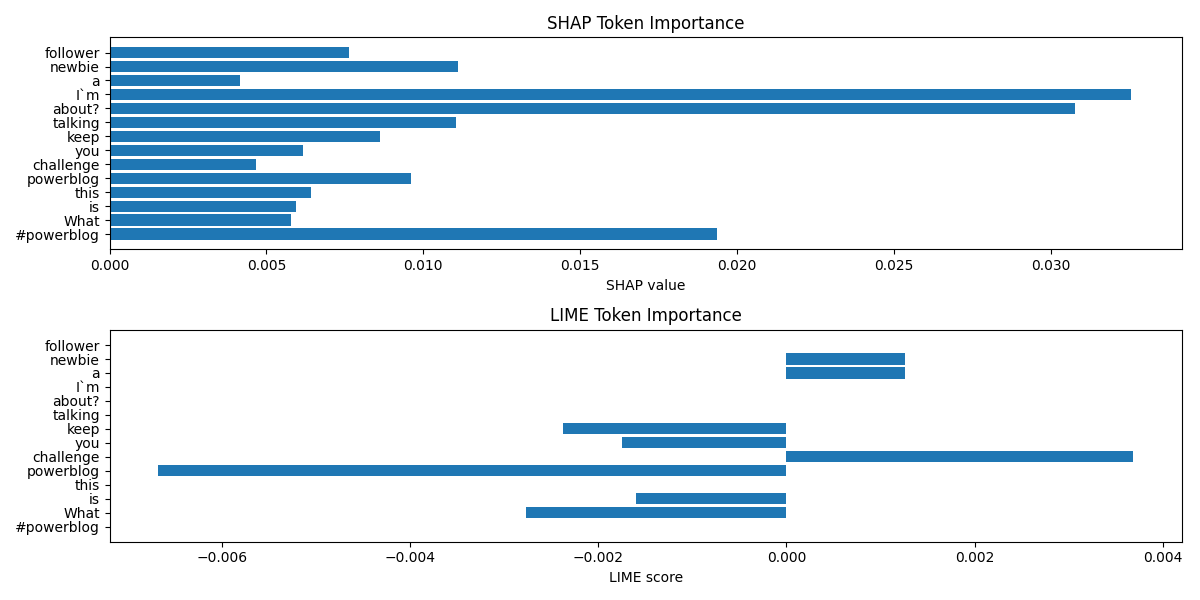 SHAP Token Importance
follower
newbie
a
I`m
about?
talking
keep
you
challenge
powerblog
this
is
What
#powerblog
0.000 0.005 0.010 0.015 0.020 0.025 0.030
SHAP value
LIME Token Importance
follower
newbie
a
I`m
about?
talking
keep
you
challenge
powerblog
this
is
What
#powerblog
−0.006 −0.004 −0.002 0.000 0.002 0.004
LIME score